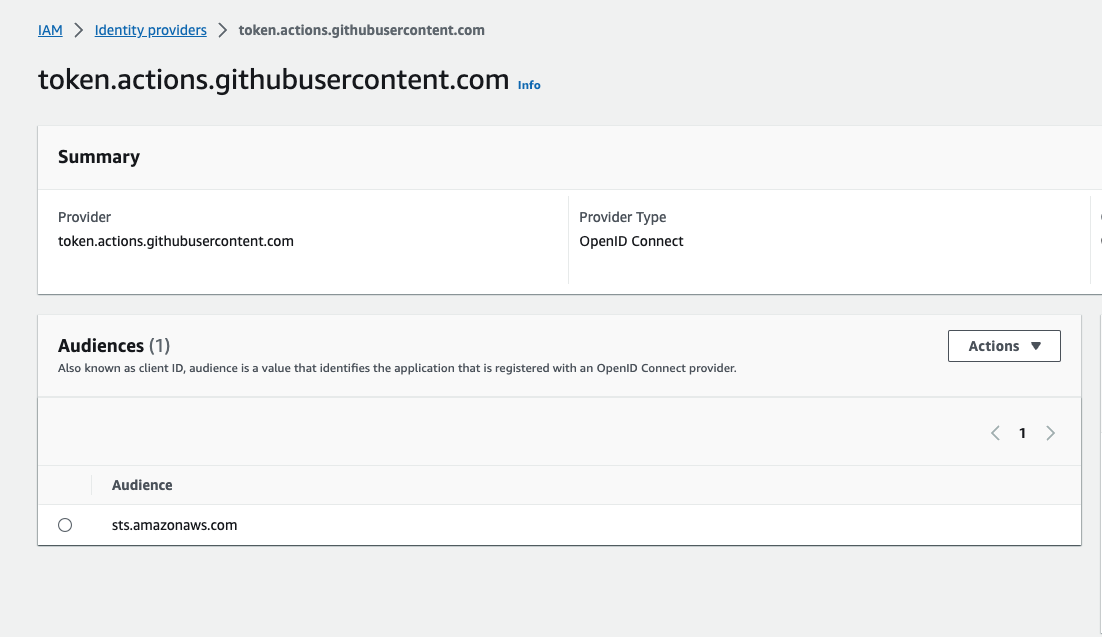 IAM > Identity providers > token.actions.githubusercontent.com
token.actions.githubusercontent.com Info
Summary
Provider
token.actions.githubusercontent.com
Provider Type
OpenID Connect
Audiences (1)
Also known as client ID, audience is a value that identifies the application that is registered with an OpenID Connect provider.
Actions
1
Audience
sts.amazonaws.com